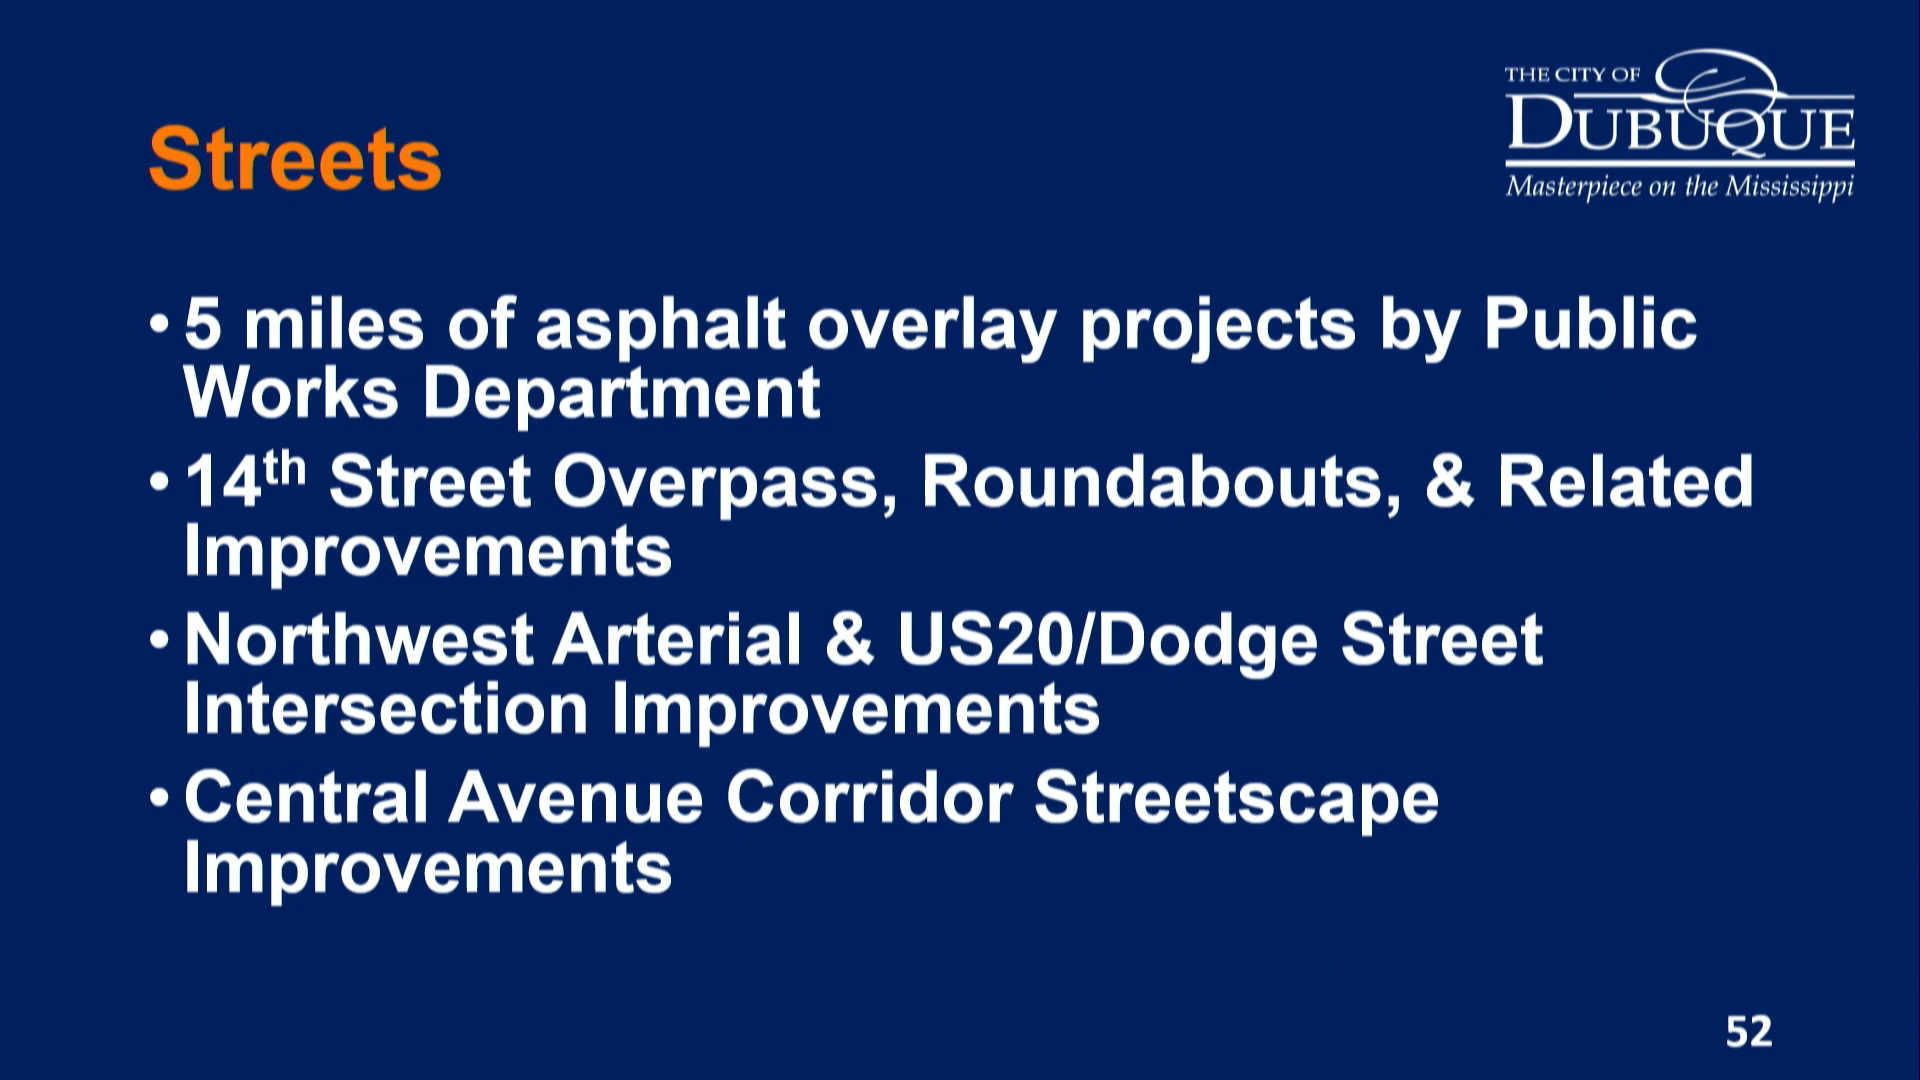 THE CITY OF
DUBUQUE
Masterpiece on the Mississippi
Streets
• 5 miles of asphalt overlay projects by Public
Works Department
• 14th Street Overpass, Roundabouts, & Related
Improvements
• Northwest Arterial & US20/Dodge Street
Intersection Improvements
• Central Avenue Corridor Streetscape
Improvements
52